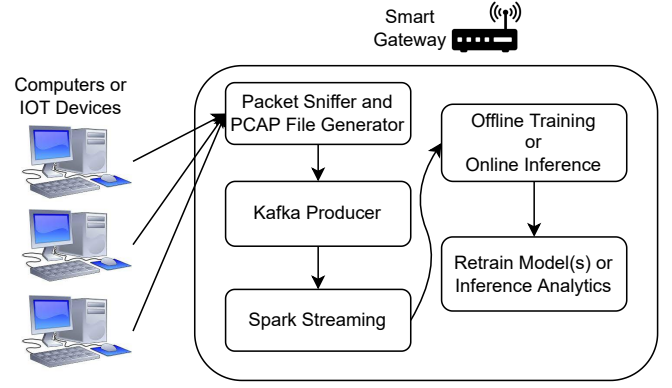 Smart
Gateway
Computers or
IOT Devices
Packet Sniffer and
PCAP File Generator
Kafka Producer
Spark Streaming
Offline Training
or
Online Inference
Retrain Model(s) or
Inference Analytics